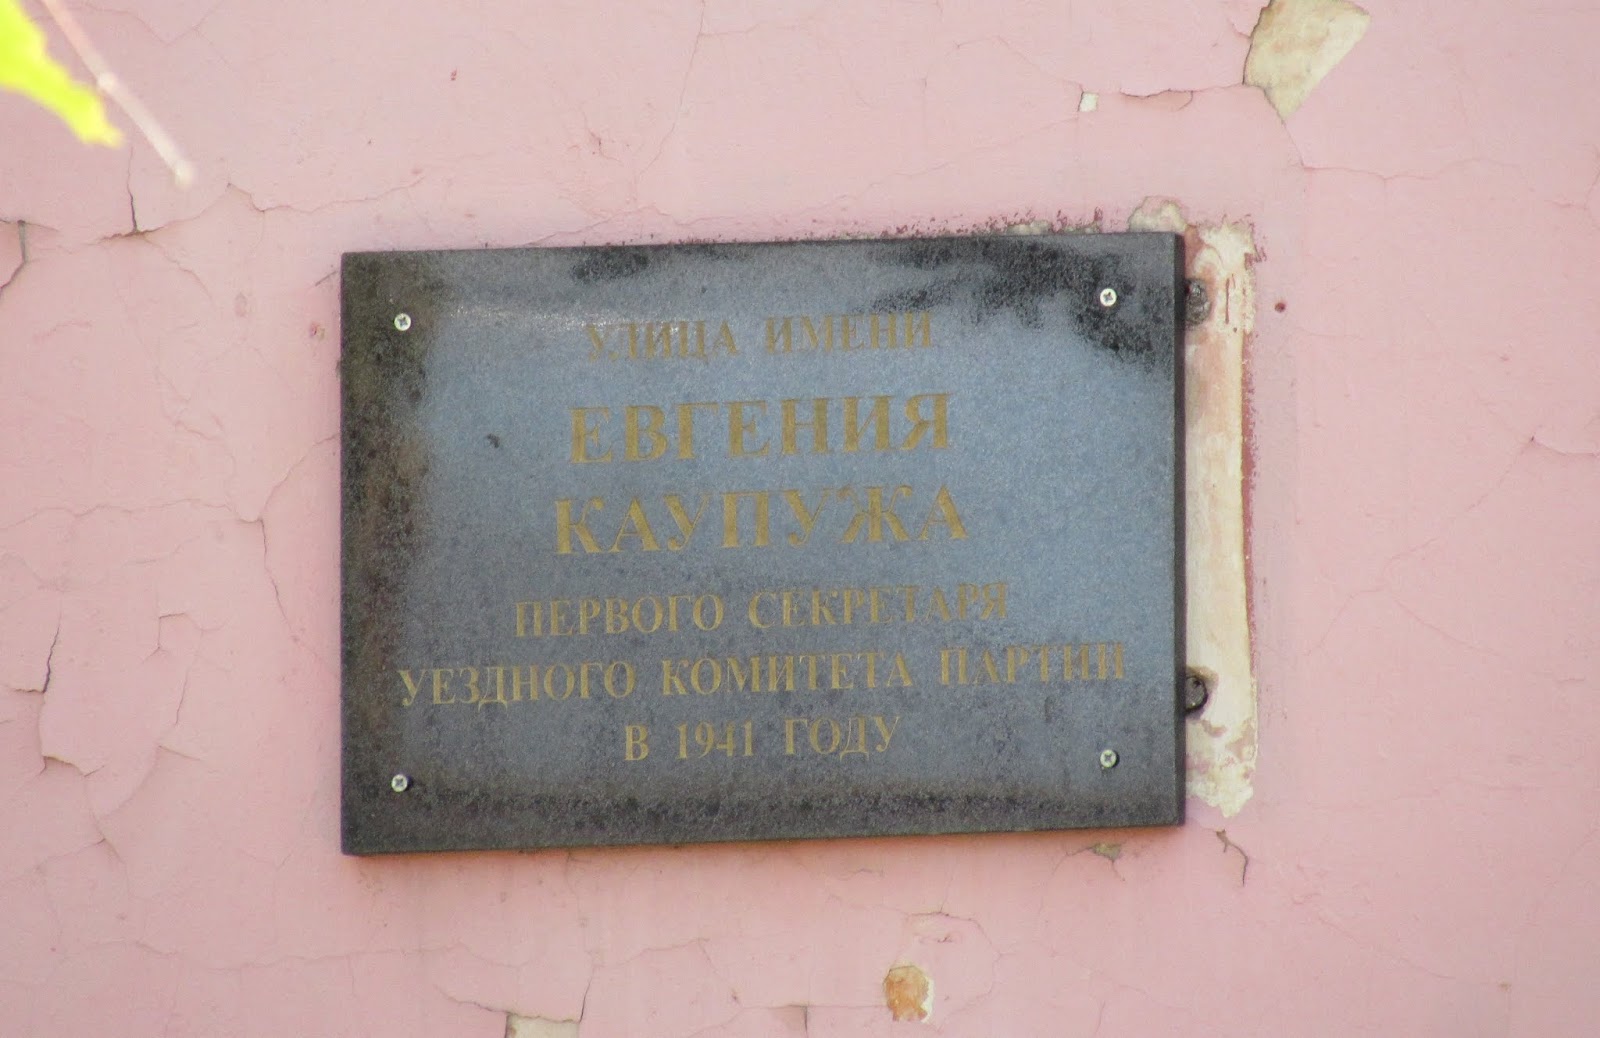 УЛИЦА ИМЕНИ
ЕВГЕНИЯ
КАУПУЖА
ПЕРВОГО СЕКРЕТАРЯ
УЕЗДНОГО КОМИТЕТА ПАРТИИ
В 1941 ГОДУ